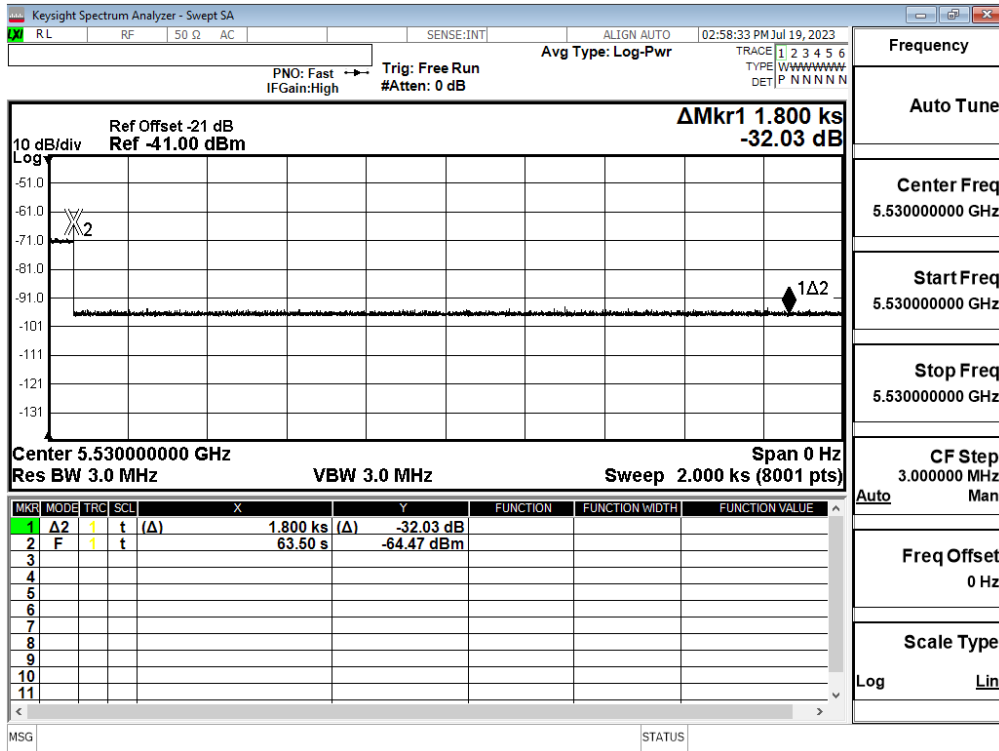 Keysight Spectrum Analyzer - Swept SA
LXI RL RF 50 Ω AC SENSE:INT ALIGN AUTO 02:58:33 PM Jul 19, 2023
Frequency
Avg Type: Log-Pwr
TRACE 1 2 3 4 5 6
TYPE WWWWWW
DET P N N N N N
PNO: Fast Trig: Free Run
IFGain:High #Atten: 0 dB
Auto Tune
ΔMkr1 1.800 ks
-32.03 dB
Ref Offset -21 dB
10 dB/div Ref -41.00 dBm
Log
-51.0
-61.0
-71.0
-81.0
-91.0
-101
-111
-121
-131
2
1Δ2
Center 5.530000000 GHz Span 0 Hz
Res BW 3.0 MHz VBW 3.0 MHz Sweep 2.000 ks (8001 pts)
MKR MODE TRC SCL X Y FUNCTION FUNCTION WIDTH FUNCTION VALUE
1 Δ2 1 t (Δ) 1.800 ks (Δ) -32.03 dB
2 F 1 t 63.50 s -64.47 dBm
3
4
5
6
7
8
9
10
11
Center Freq
5.530000000 GHz
Start Freq
5.530000000 GHz
Stop Freq
5.530000000 GHz
CF Step
3.000000 MHz
Auto Man
Freq Offset
0 Hz
Scale Type
Log Lin
MSG STATUS